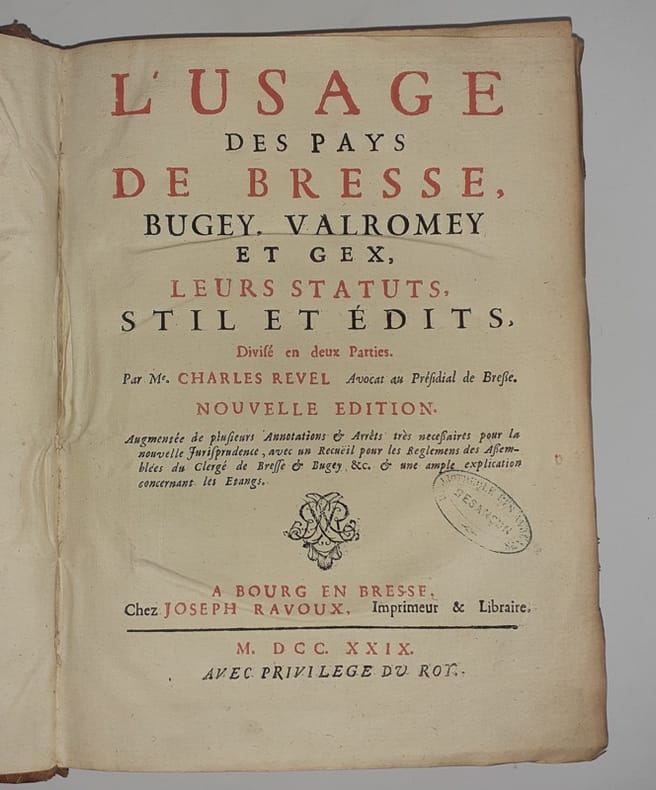 L'USAGE
DES PAYS
DE BRESSE,
BUGEY, VALROMEY
ET GEX,
LEURS STATUTS,
STIL ET ÉDITS,
Divisé en deux Parties.
Par Me. CHARLES REVEL Avocat au Présidial de Bresse.
NOUVELLE EDITION.
Augmentée de plusieurs Annotations & Arrêts très necessaires pour la
nouvelle Jurisprudence, avec un Recuëil pour les Reglemens des Assem-
blées du Clergé de Bresse & Bugey, &c. & une ample explication
concernant les Etangs.
BESANÇON
A BOURG EN BRESSE,
Chez JOSEPH RAVOUX, Imprimeur & Libraire.
M. DCC. XXIX.
AVEC PRIVILEGE DU ROY.